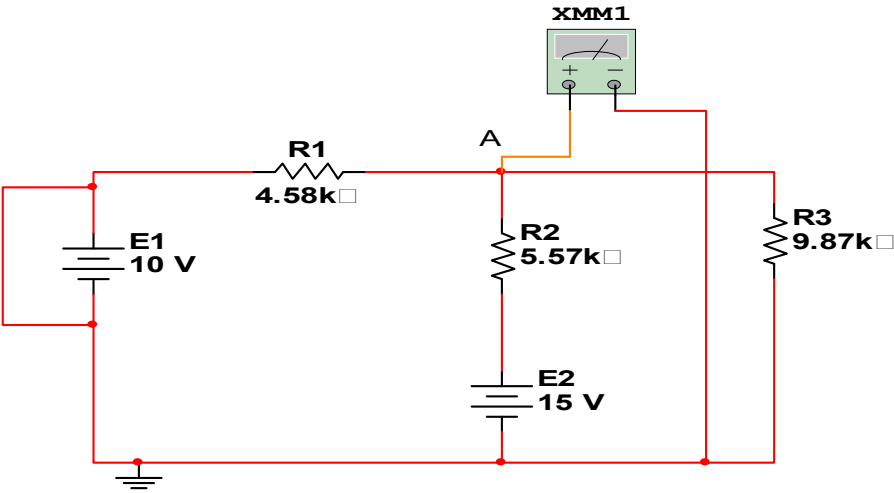 XMM1
+ −
A
R1
4.58k□
E1
10 V
R2
5.57k□
R3
9.87k□
E2
15 V